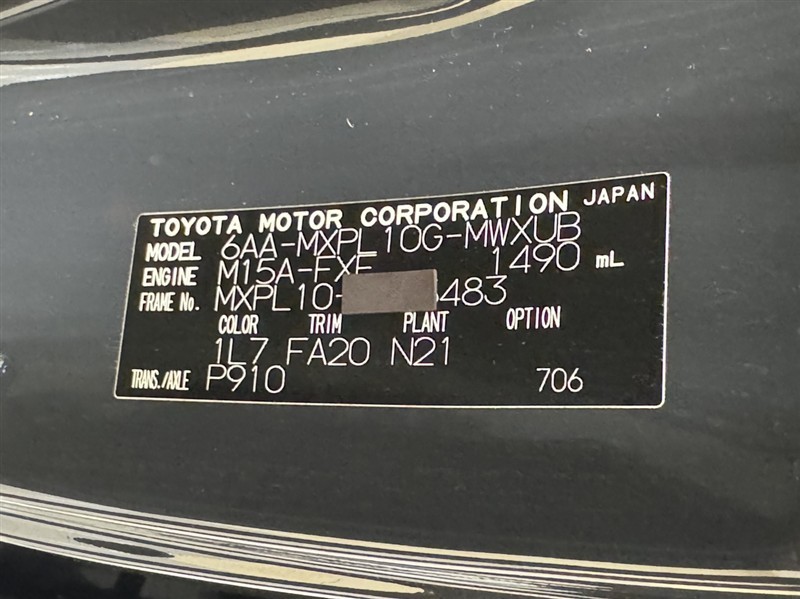 TOYOTA MOTOR CORPORATION JAPAN
MODEL 6AA-MXPL10G-MWXUB
ENGINE M15A-FXE 1490 mL
FRAME No. MXPL10- 483
COLOR TRIM PLANT OPTION
1L7 FA20 N21
TRANS./AXLE P910 706